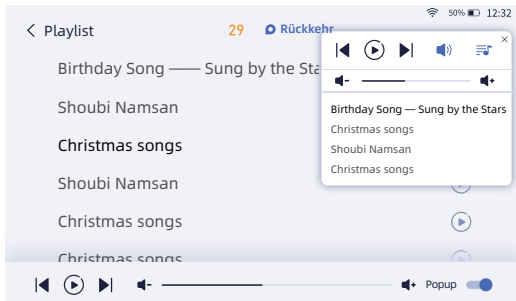 50% 12:32
Playlist 29 Rückkehr
Birthday Song —— Sung by the Sta
Shoubi Namsan
Christmas songs
Shoubi Namsan
Christmas songs
Christmas songs
Birthday Song — Sung by the Stars
Christmas songs
Shoubi Namsan
Christmas songs
Popup